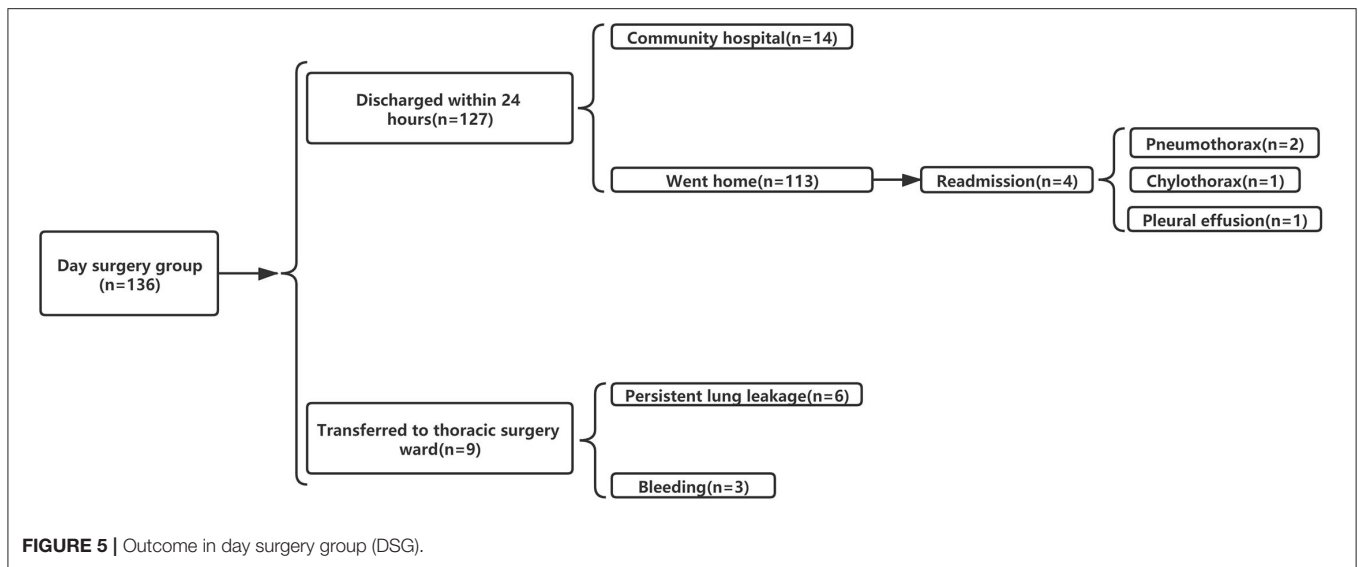 Day surgery group
(n=136)
Discharged within 24
hours(n=127)
Community hospital(n=14)
Went home(n=113)
Readmission(n=4)
Pneumothorax(n=2)
Chylothorax(n=1)
Pleural effusion(n=1)
Transferred to thoracic surgery
ward(n=9)
Persistent lung leakage(n=6)
Bleeding(n=3)
FIGURE 5 | Outcome in day surgery group (DSG).